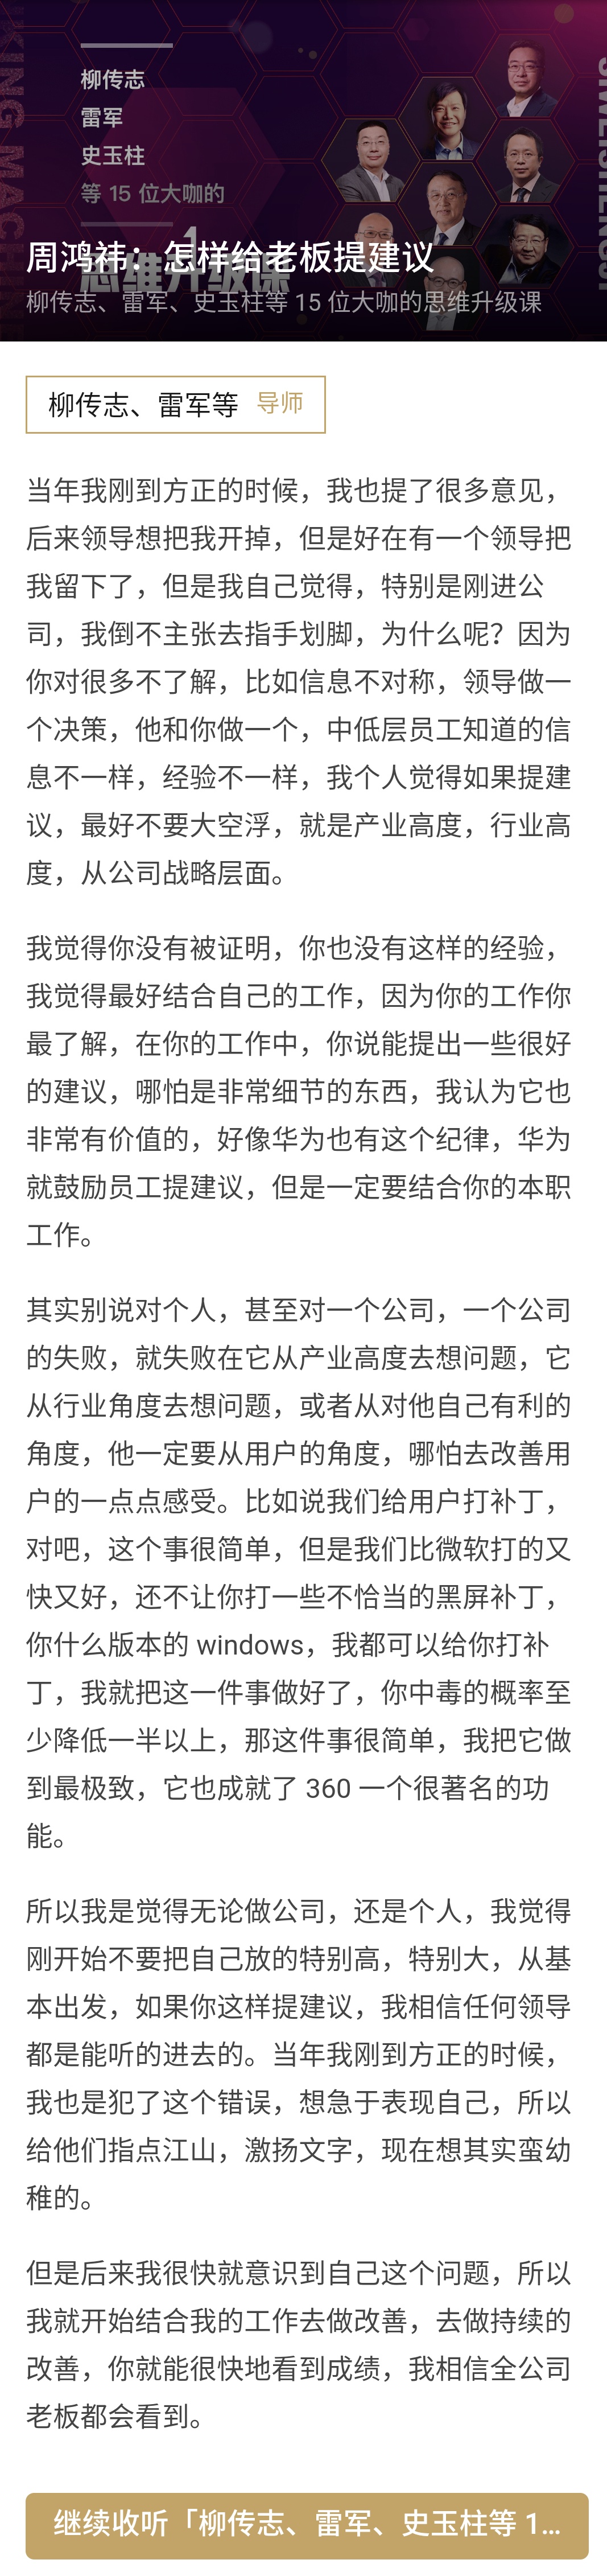 柳传志
雷军
史玉柱
等 15 位大咖的
思维升级课
周鸿祎：怎样给老板提建议
柳传志、雷军、史玉柱等 15 位大咖的思维升级课
柳传志、雷军等 导师
当年我刚到方正的时候，我也提了很多意见，
后来领导想把我开掉，但是好在有一个领导把
我留下了，但是我自己觉得，特别是刚进公
司，我倒不主张去指手划脚，为什么呢？因为
你对很多不了解，比如信息不对称，领导做一
个决策，他和你做一个，中低层员工知道的信
息不一样，经验不一样，我个人觉得如果提建
议，最好不要大空浮，就是产业高度，行业高
度，从公司战略层面。
我觉得你没有被证明，你也没有这样的经验，
我觉得最好结合自己的工作，因为你的工作你
最了解，在你的工作中，你说能提出一些很好
的建议，哪怕是非常细节的东西，我认为它也
非常有价值的，好像华为也有这个纪律，华为
就鼓励员工提建议，但是一定要结合你的本职
工作。
其实别说对个人，甚至对一个公司，一个公司
的失败，就失败在它从产业高度去想问题，它
从行业角度去想问题，或者从对他自己有利的
角度，他一定要从用户的角度，哪怕去改善用
户的一点点感受。比如说我们给用户打补丁，
对吧，这个事很简单，但是我们比微软打的又
快又好，还不让你打一些不恰当的黑屏补丁，
你什么版本的 windows，我都可以给你打补
丁，我就把这一件事做好了，你中毒的概率至
少降低一半以上，那这件事很简单，我把它做
到最极致，它也成就了 360 一个很著名的功
能。
所以我是觉得无论做公司，还是个人，我觉得
刚开始不要把自己放的特别高，特别大，从基
本出发，如果你这样提建议，我相信任何领导
都是能听的进去的。当年我刚到方正的时候，
我也是犯了这个错误，想急于表现自己，所以
给他们指点江山，激扬文字，现在想其实蛮幼
稚的。
但是后来我很快就意识到自己这个问题，所以
我就开始结合我的工作去做改善，去做持续的
改善，你就能很快地看到成绩，我相信全公司
老板都会看到。
继续收听「柳传志、雷军、史玉柱等 1...